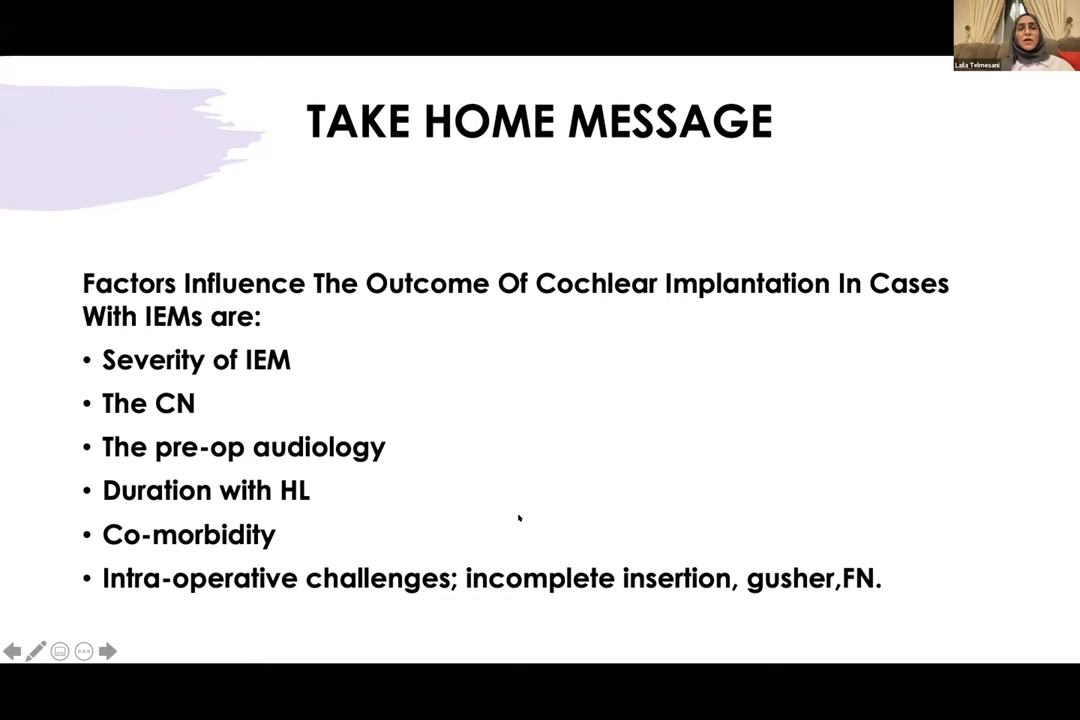 Laila Telmesani
TAKE HOME MESSAGE
Factors Influence The Outcome Of Cochlear Implantation In Cases
With IEMs are:
• Severity of IEM
• The CN
• The pre-op audiology
• Duration with HL
• Co-morbidity
• Intra-operative challenges; incomplete insertion, gusher,FN.